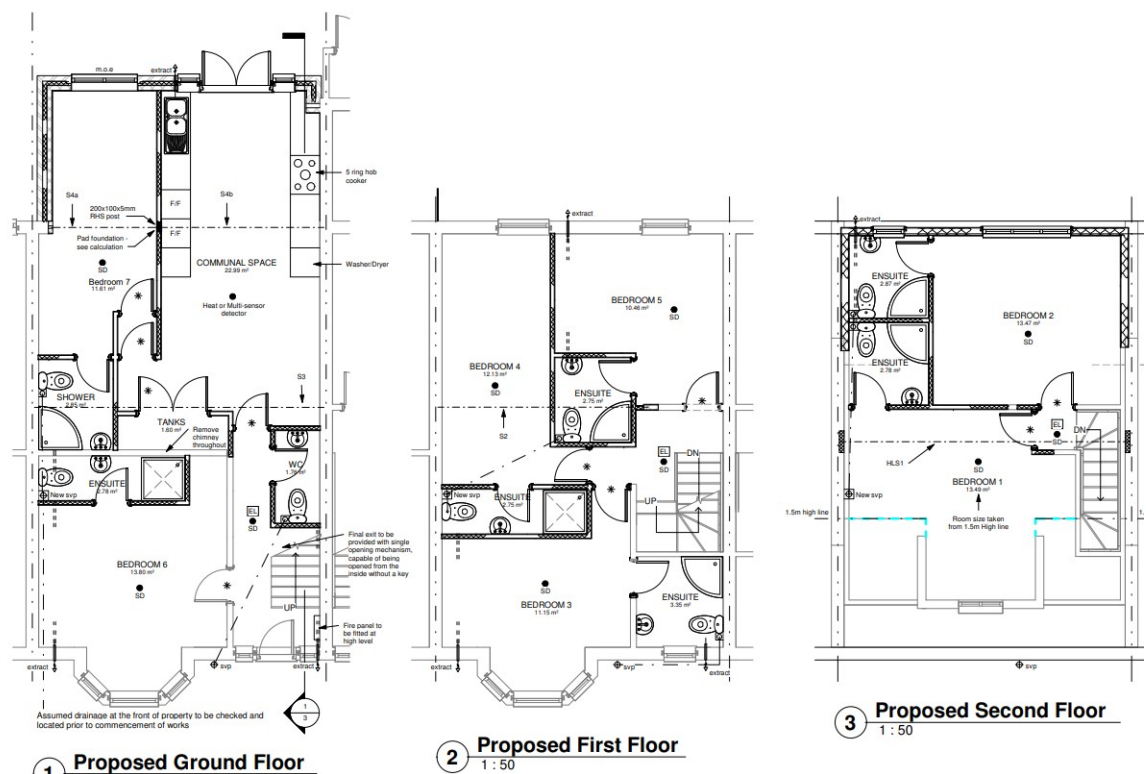 m.o.e
extract
S4a
200x100x5mm
RHS post
Pad foundation -
see calculation
S4b
F/F
F/F
5 ring hob
cooker
Washer/Dryer
COMMUNAL SPACE
22.99 m²
Heat or Multi-sensor
detector
SD
Bedroom 7
11.61 m²
S3
SHOWER
2.85 m²
TANKS
1.60 m²
Remove
chimney
throughout
WC
ENSUITE
2.78 m²
New svp
EL
SD
Final exit to
be provided with single
opening mechanism,
capable of being
opened from the
inside without a key
BEDROOM 6
13.80 m²
SD
UP
Fire panel to
be fitted at
high level
extract
svp
extract
Assumed drainage at the front of property to be checked and
located prior to commencement of works
1
3
1
Proposed Ground Floor
extract
BEDROOM 5
10.46 m²
SD
BEDROOM 4
12.13 m²
SD
ENSUITE
2.75 m²
S2
EL
SD
DN
UP
New svp
ENSUITE
2.75 m²
SD
BEDROOM 3
11.15 m²
ENSUITE
3.35 m²
extract
svp
extract
2
Proposed First Floor
1 : 50
extract
ENSUITE
2.87 m²
BEDROOM 2
13.47 m²
SD
ENSUITE
2.78 m²
EL
SD
DN
HLS1
SD
BEDROOM 1
13.49 m²
New svp
Room size taken
from 1.5m High line
1.5m high line
svp
3
Proposed Second Floor
1 : 50